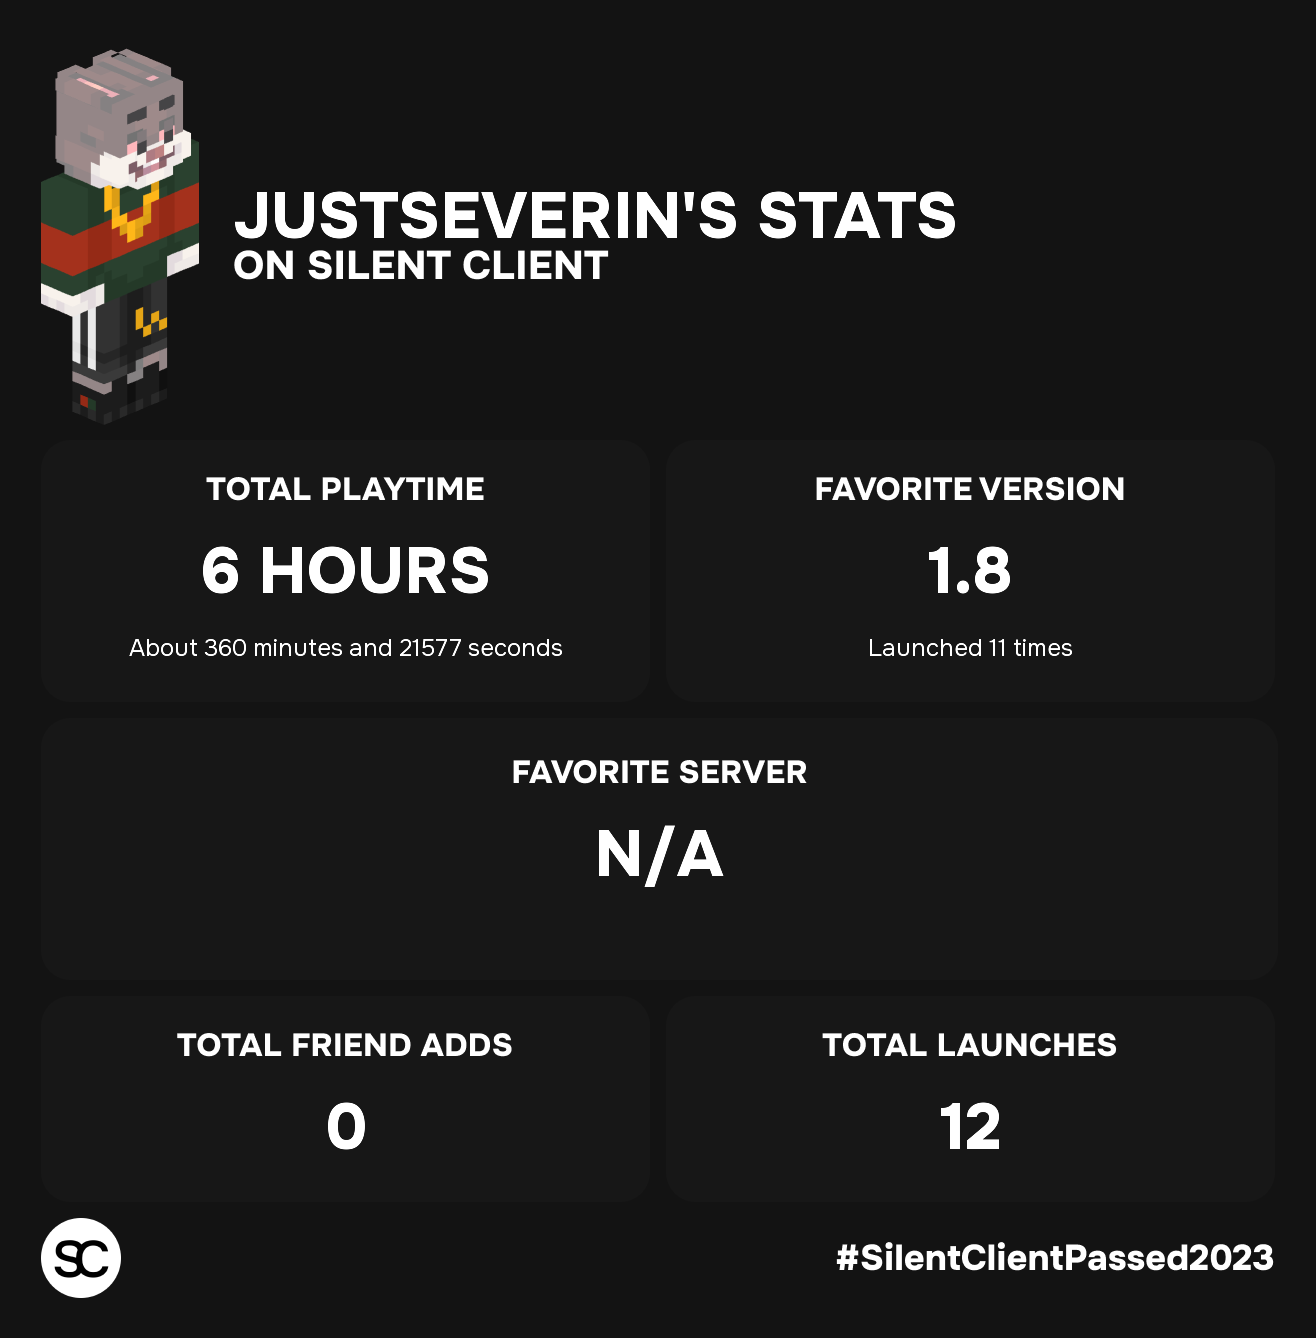 JUSTSEVERIN'S STATS
ON SILENT CLIENT
TOTAL PLAYTIME
6 HOURS
About 360 minutes and 21577 seconds
FAVORITE VERSION
1.8
Launched 11 times
FAVORITE SERVER
N/A
TOTAL FRIEND ADDS
0
TOTAL LAUNCHES
12
SC
#SilentClientPassed2023